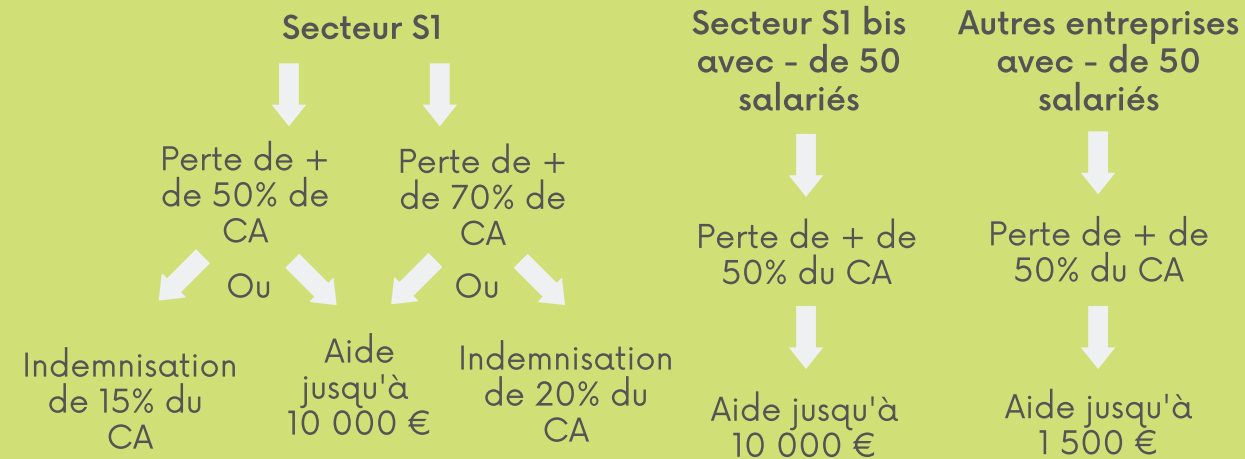 Secteur S1
Perte de +
de 50% de
CA
Perte de +
de 70% de
CA
Ou
Ou
Indemnisation
de 15% du
CA
Aide
jusqu'à
10 000 €
Indemnisation
de 20% du
CA
Secteur S1 bis
avec - de 50
salariés
Perte de + de
50% du CA
Aide jusqu'à
10 000 €
Autres entreprises
avec - de 50
salariés
Perte de + de
50% du CA
Aide jusqu'à
1 500 €